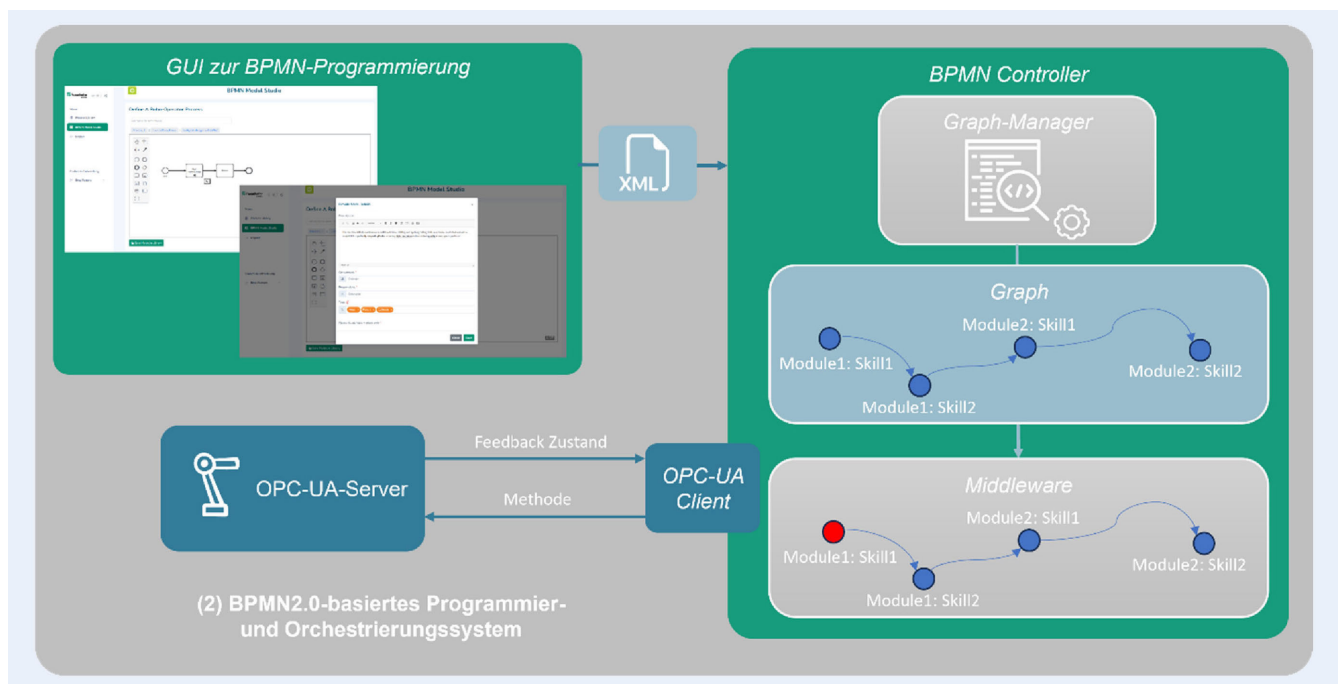 GUI zur BPMN-Programmierung
BPMN Model Studio
BPMN Model Studio
XML
BPMN Controller
Graph-Manager
Graph
Module1: Skill1
Module1: Skill2
Module2: Skill1
Module2: Skill2
Middleware
Module1: Skill1
Module1: Skill2
Module2: Skill1
Module2: Skill2
OPC-UA-Server
Feedback Zustand
Methode
OPC-UA
Client
(2) BPMN2.0-basiertes Programmier-
und Orchestrierungssystem